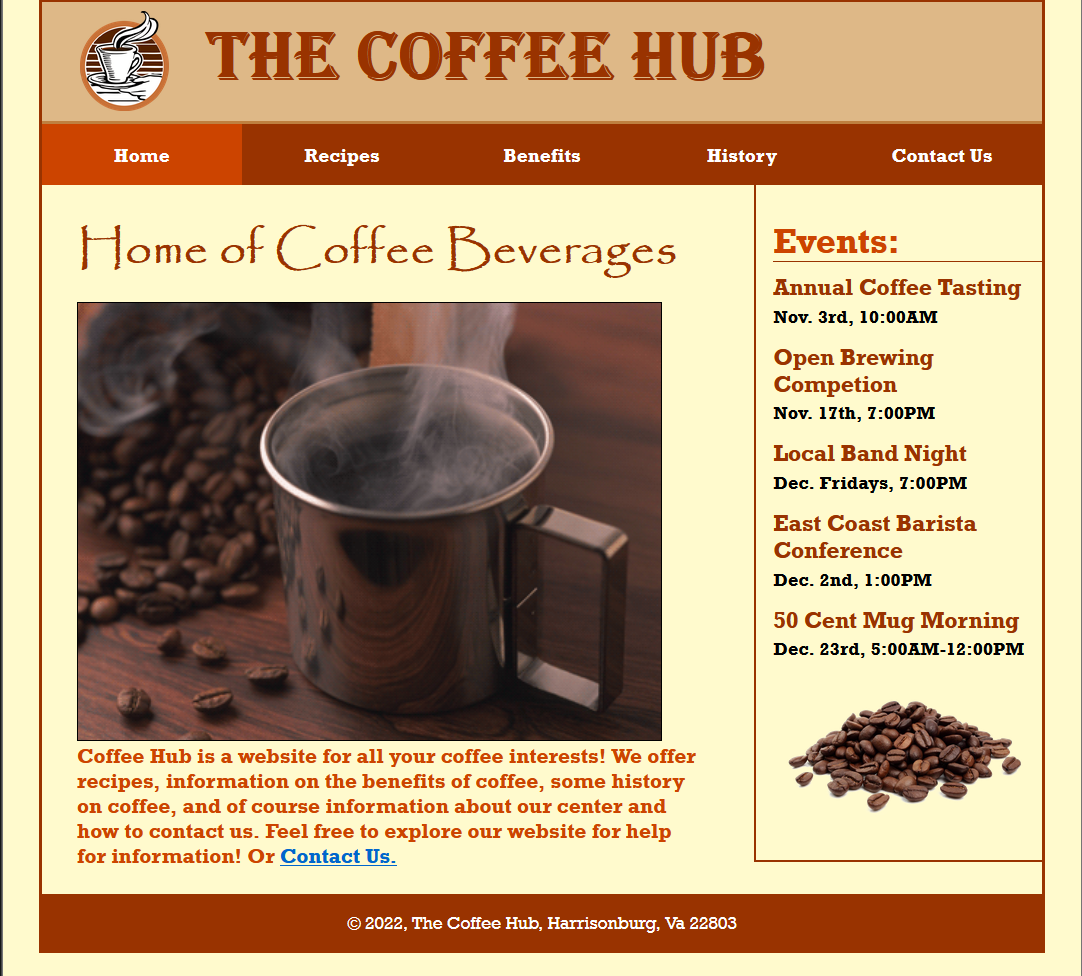 THE COFFEE HUB
Home
Recipes
Benefits
History
Contact Us
Home of Coffee Beverages
Coffee Hub is a website for all your coffee interests! We offer
recipes, information on the benefits of coffee, some history
on coffee, and of course information about our center and
how to contact us. Feel free to explore our website for help
for information! Or Contact Us.
Events:
Annual Coffee Tasting
Nov. 3rd, 10:00AM
Open Brewing
Competion
Nov. 17th, 7:00PM
Local Band Night
Dec. Fridays, 7:00PM
East Coast Barista
Conference
Dec. 2nd, 1:00PM
50 Cent Mug Morning
Dec. 23rd, 5:00AM-12:00PM
© 2022, The Coffee Hub, Harrisonburg, Va 22803